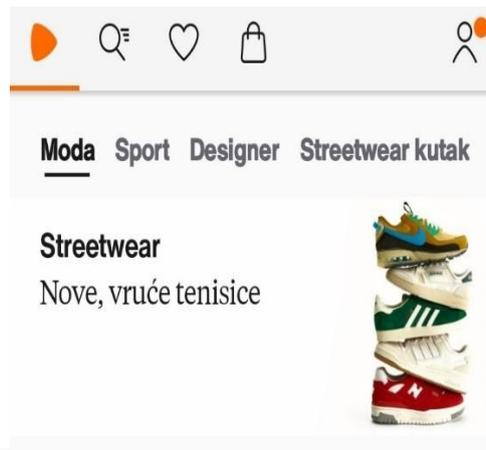 Moda Sport Designer Streetwear kutak
Streetwear
Nove, vruće tenisice